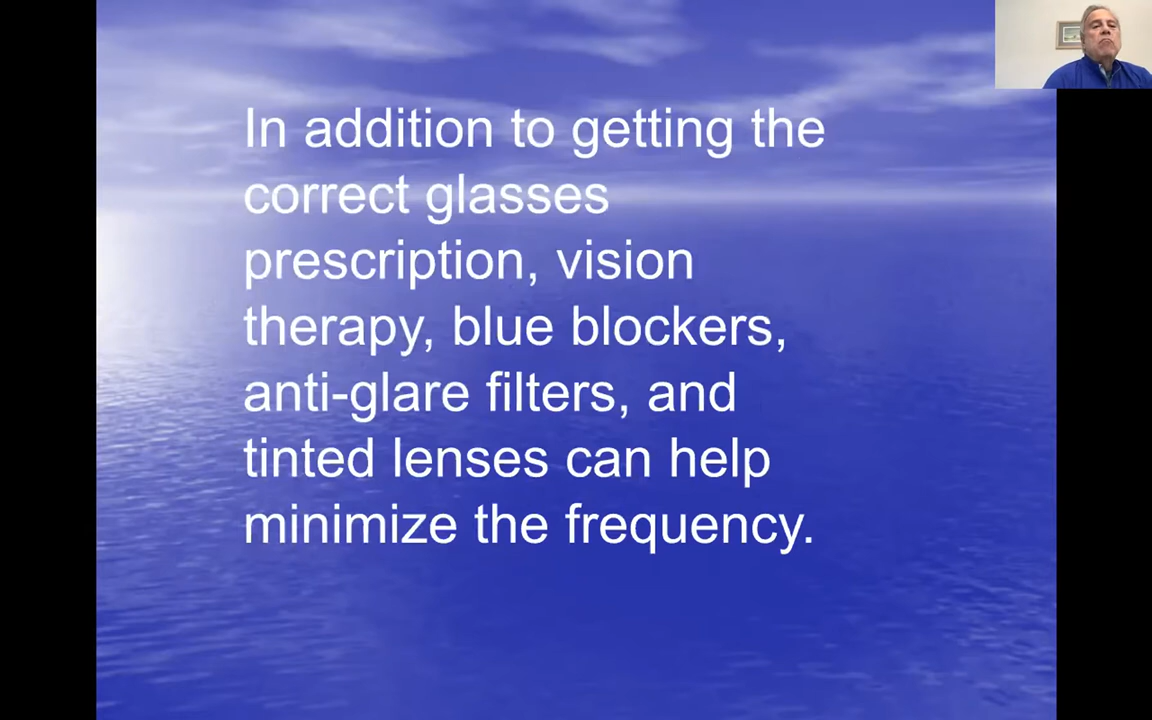 In addition to getting the
correct glasses
prescription, vision
therapy, blue blockers,
anti-glare filters, and
tinted lenses can help
minimize the frequency.